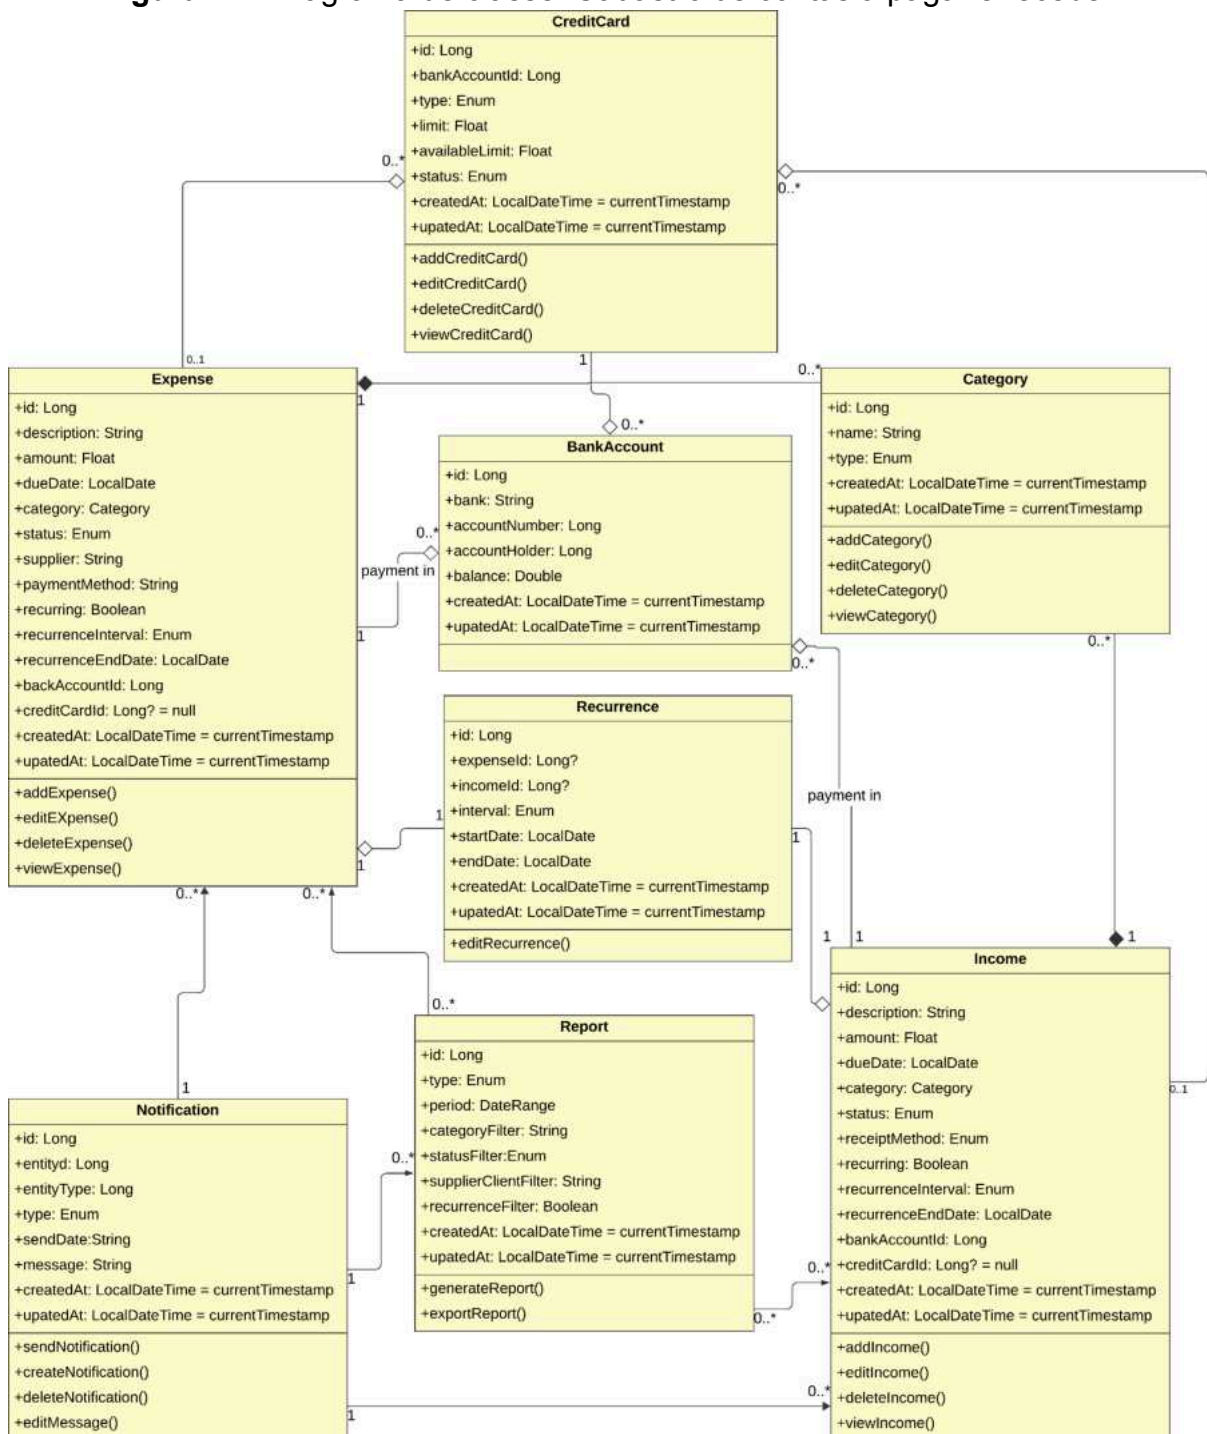 CreditCard
+id: Long
+bankAccountId: Long
+type: Enum
+limit: Float
+availableLimit: Float
+status: Enum
+createdAt: LocalDateTime = currentTimestamp
+upatedAt: LocalDateTime = currentTimestamp
+addCreditCard()
+editCreditCard()
+deleteCreditCard()
+viewCreditCard()
0..*
0..*
0..1
1
0..*
Expense
+id: Long
+description: String
+amount: Float
+dueDate: LocalDate
+category: Category
+status: Enum
+supplier: String
+paymentMethod: String
+recurring: Boolean
+recurrenceInterval: Enum
+recurrenceEndDate: LocalDate
+backAccountId: Long
+creditCardId: Long? = null
+createdAt: LocalDateTime = currentTimestamp
+upatedAt: LocalDateTime = currentTimestamp
+addExpense()
+editEXpense()
+deleteExpense()
+viewExpense()
1
0..*
0..*
payment in
1
BankAccount
+id: Long
+bank: String
+accountNumber: Long
+accountHolder: Long
+balance: Double
+createdAt: LocalDateTime = currentTimestamp
+upatedAt: LocalDateTime = currentTimestamp
0..*
Category
+id: Long
+name: String
+type: Enum
+createdAt: LocalDateTime = currentTimestamp
+upatedAt: LocalDateTime = currentTimestamp
+addCategory()
+editCategory()
+deleteCategory()
+viewCategory()
0..*
payment in
Recurrence
+id: Long
+expenseId: Long?
+incomeId: Long?
+interval: Enum
+startDate: LocalDate
+endDate: LocalDate
+createdAt: LocalDateTime = currentTimestamp
+upatedAt: LocalDateTime = currentTimestamp
+editRecurrence()
1
1
1
0..*
0..*
1
1
1
0..*
Report
+id: Long
+type: Enum
+period: DateRange
+categoryFilter: String
+statusFilter:Enum
+supplierClientFilter: String
+recurrenceFilter: Boolean
+createdAt: LocalDateTime = currentTimestamp
+upatedAt: LocalDateTime = currentTimestamp
+generateReport()
+exportReport()
0..*
0..*
0..*
1
Notification
+id: Long
+entityd: Long
+entityType: Long
+type: Enum
+sendDate:String
+message: String
+createdAt: LocalDateTime = currentTimestamp
+upatedAt: LocalDateTime = currentTimestamp
+sendNotification()
+createNotification()
+deleteNotification()
+editMessage()
1
1
0..*
Income
+id: Long
+description: String
+amount: Float
+dueDate: LocalDate
+category: Category
+status: Enum
+receiptMethod: Enum
+recurring: Boolean
+recurrenceInterval: Enum
+recurrenceEndDate: LocalDate
+bankAccountId: Long
+creditCardId: Long? = null
+createdAt: LocalDateTime = currentTimestamp
+upatedAt: LocalDateTime = currentTimestamp
+addIncome()
+editIncome()
+deleteIncome()
+viewIncome()
0..1